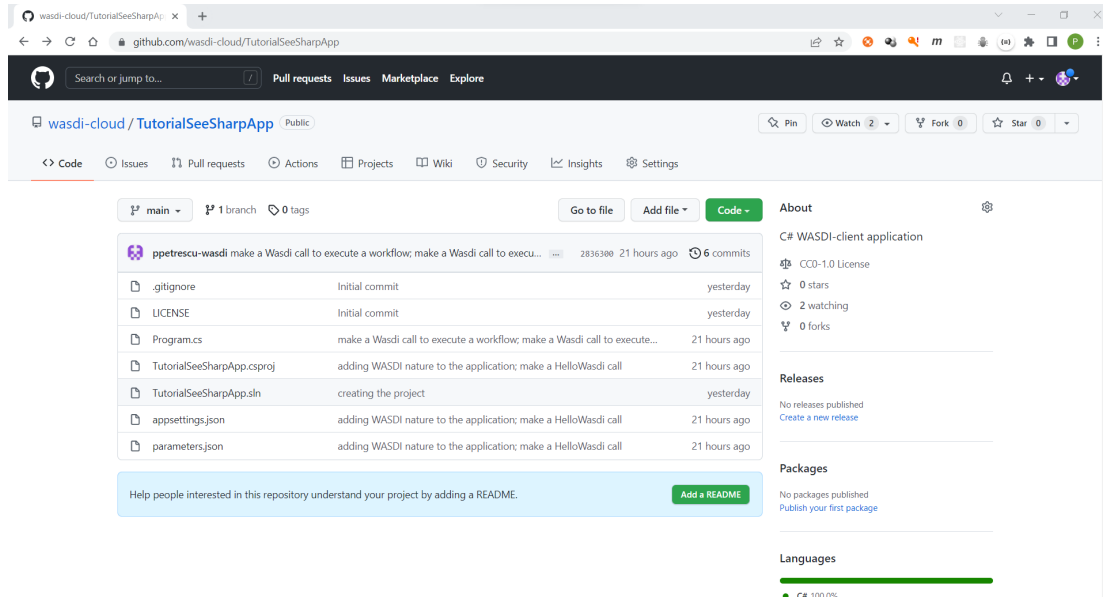 wasdi-cloud/TutorialSeeSharpAp
github.com/wasdi-cloud/TutorialSeeSharpApp
Search or jump to... / Pull requests Issues Marketplace Explore
wasdi-cloud / TutorialSeeSharpApp Public
Pin Watch 2 Fork 0 Star 0
Code Issues Pull requests Actions Projects Wiki Security Insights Settings
main 1 branch 0 tags Go to file Add file Code
ppetrescu-wasdi make a Wasdi call to execute a workflow; make a Wasdi call to execu... ... 2836300 21 hours ago 6 commits
.gitignore Initial commit yesterday
LICENSE Initial commit yesterday
Program.cs make a Wasdi call to execute a workflow; make a Wasdi call to execute... 21 hours ago
TutorialSeeSharpApp.csproj adding WASDI nature to the application; make a HelloWasdi call 21 hours ago
TutorialSeeSharpApp.sln creating the project yesterday
appsettings.json adding WASDI nature to the application; make a HelloWasdi call 21 hours ago
parameters.json adding WASDI nature to the application; make a HelloWasdi call 21 hours ago
Help people interested in this repository understand your project by adding a README. Add a README
About
C# WASDI-client application
CC0-1.0 License
0 stars
2 watching
0 forks
Releases
No releases published
Create a new release
Packages
No packages published
Publish your first package
Languages
C# 100.0%